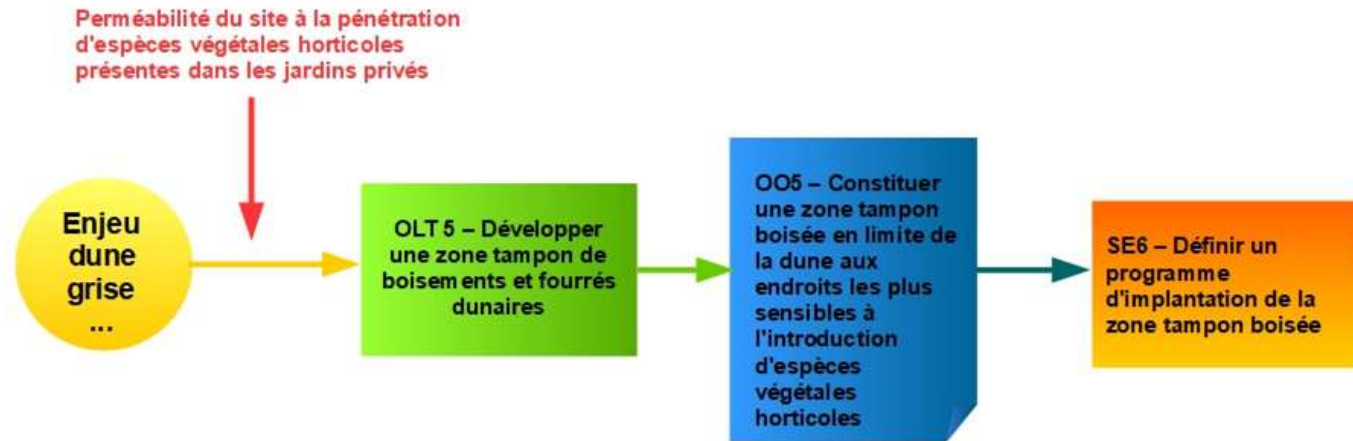 Perméabilité du site à la pénétration
d'espèces végétales horticoles
présentes dans les jardins privés
Enjeu
dune
grise
...
OLT 5 – Développer
une zone tampon de
boisements et fourrés
dunaires
OO5 – Constituer
une zone tampon
boisée en limite de
la dune aux
endroits les plus
sensibles à
l'introduction
d'espèces
végétales
horticoles
SE6 – Définir un
programme
d'implantation de la
zone tampon boisée